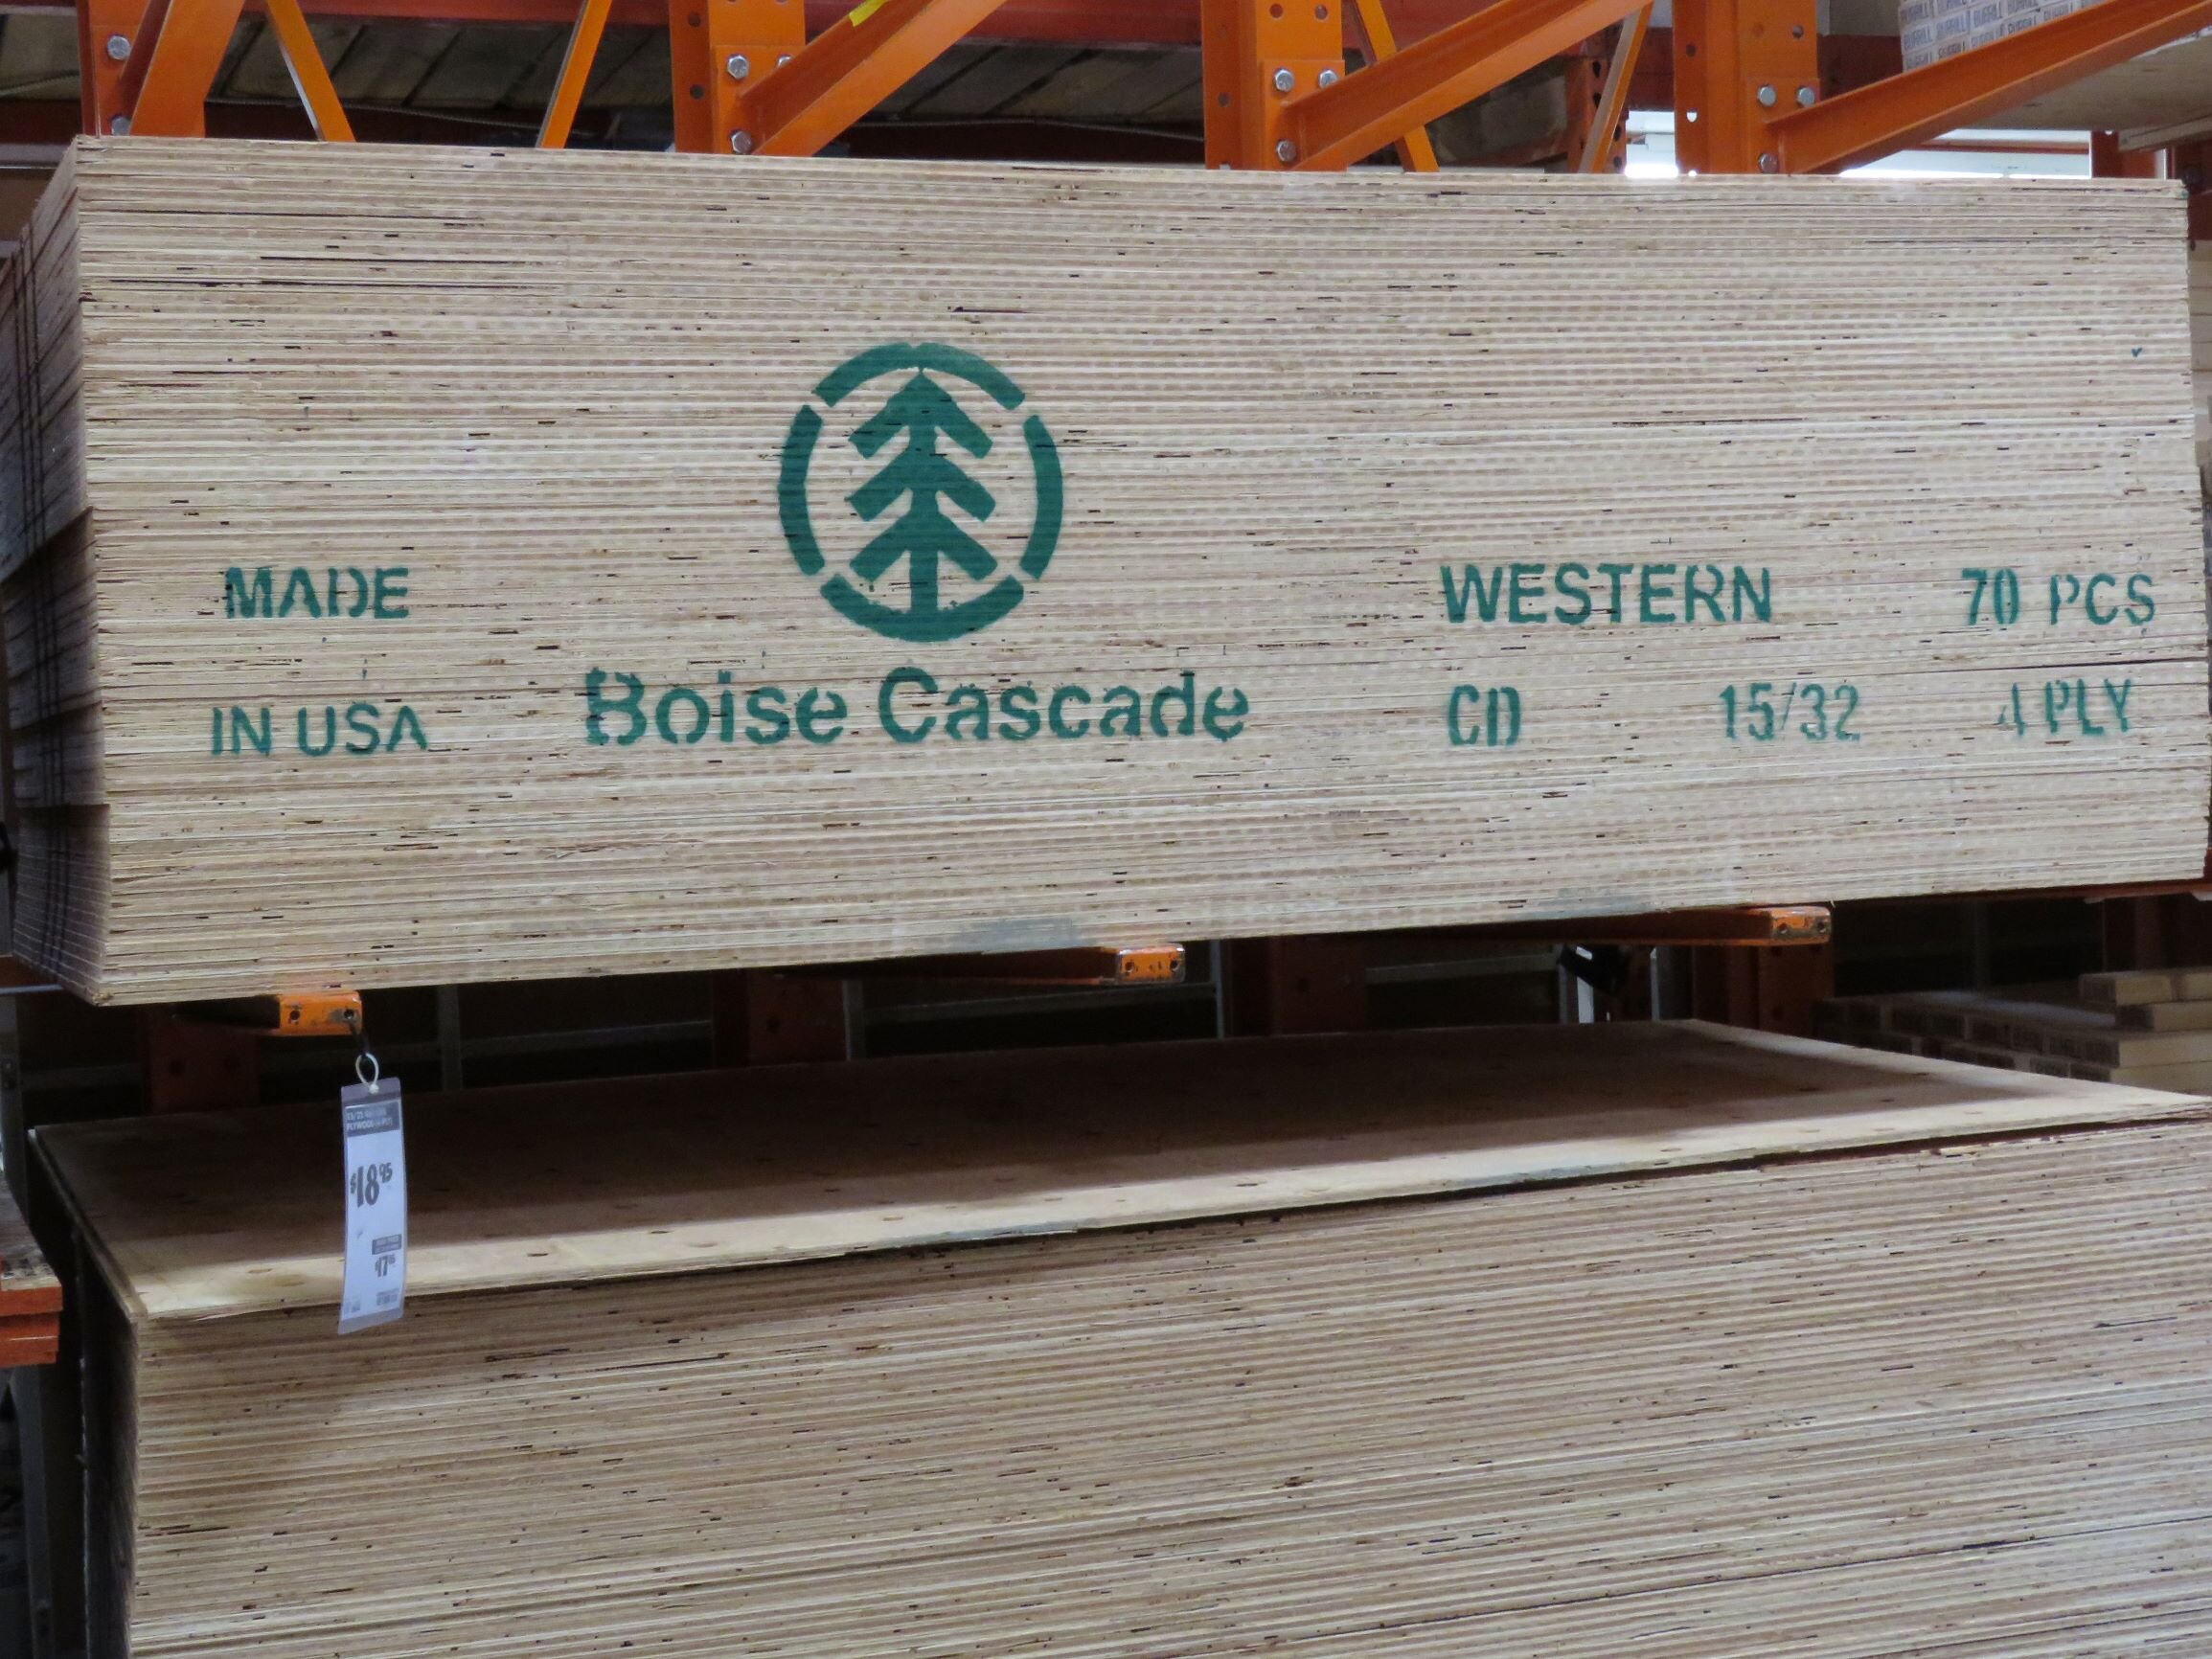 MADE
IN USA
Boise Cascade
WESTERN 70 PCS
CD 15/32 4 PLY
$18.95